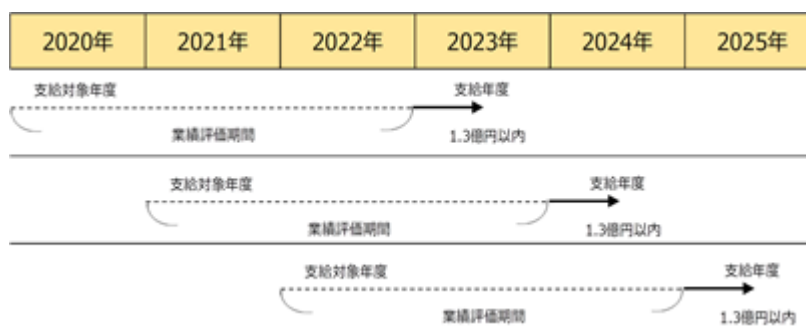 2020年 2021年 2022年 2023年 2024年 2025年
支給対象年度 支給年度
業績評価期間 1.3億円以内
支給対象年度 支給年度
業績評価期間 1.3億円以内
支給対象年度 支給年度
業績評価期間 1.3億円以内